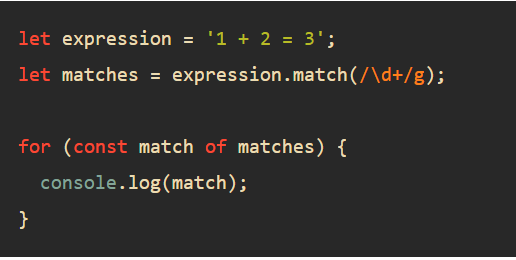 let expression = '1 + 2 = 3';
let matches = expression.match(/\d+/g);

for (const match of matches) {
  console.log(match);
}